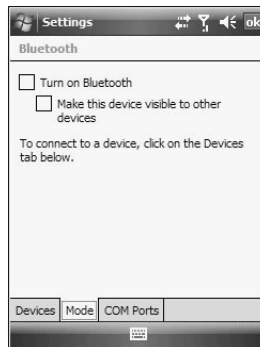 Settings ok
Bluetooth
Turn on Bluetooth
Make this device visible to other
devices
To connect to a device, click on the Devices
tab below.
Devices Mode COM Ports